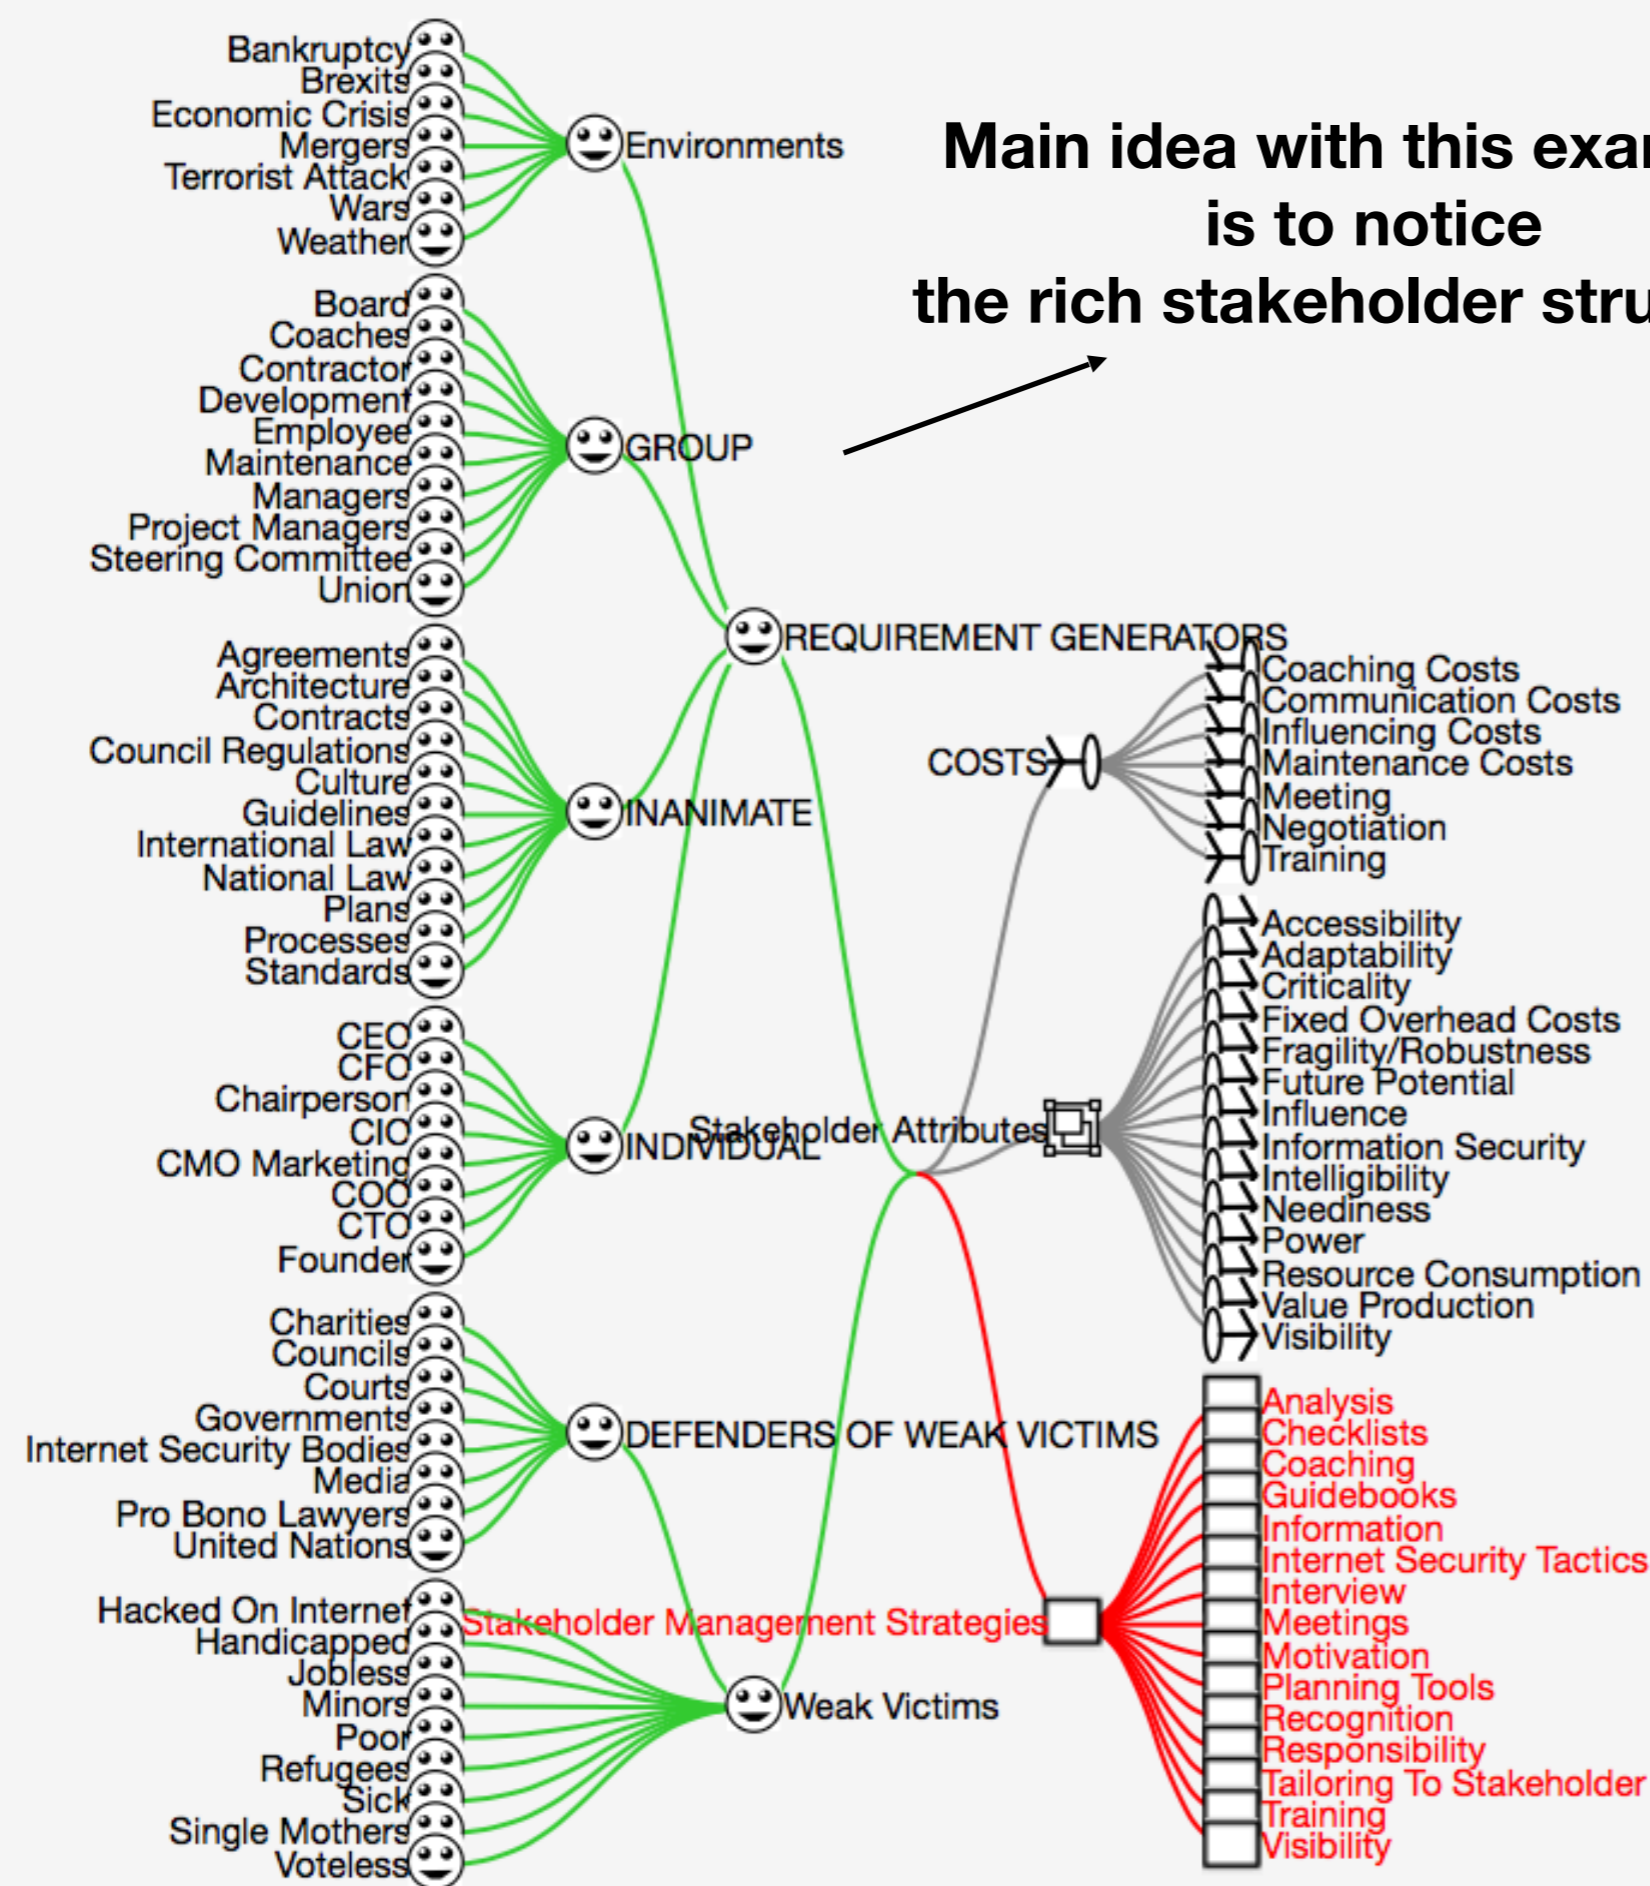 Bankruptcy
Brexits
Economic Crisis
Mergers
Terrorist Attack
Wars
Weather
Environments
Main idea with this exa
is to notice
the rich stakeholder stru
Board
Coaches
Contractor
Development
Employee
Maintenance
Managers
Project Managers
Steering Committee
Union
GROUP
REQUIREMENT GENERATORS
Agreements
Architecture
Contracts
Council Regulations
Culture
Guidelines
International Law
National Law
Plans
Processes
Standards
INANIMATE
CEO
CFO
Chairperson
CIO
CMO Marketing
COO
CTO
Founder
INDIVIDUAL
Charities
Councils
Courts
Governments
Internet Security Bodies
Media
Pro Bono Lawyers
United Nations
DEFENDERS OF WEAK VICTIMS
Hacked On Internet
Handicapped
Jobless
Minors
Poor
Refugees
Sick
Single Mothers
Voteless
Weak Victims
COSTS
Coaching Costs
Communication Costs
Influencing Costs
Maintenance Costs
Meeting
Negotiation
Training
Stakeholder Attributes
Accessibility
Adaptability
Criticality
Fixed Overhead Costs
Fragility/Robustness
Future Potential
Influence
Information Security
Intelligibility
Neediness
Power
Resource Consumption
Value Production
Visibility
Stakeholder Management Strategies
Analysis
Checklists
Coaching
Guidebooks
Information
Internet Security Tactics
Interview
Meetings
Motivation
Planning Tools
Recognition
Responsibility
Tailoring To Stakeholder
Training
Visibility